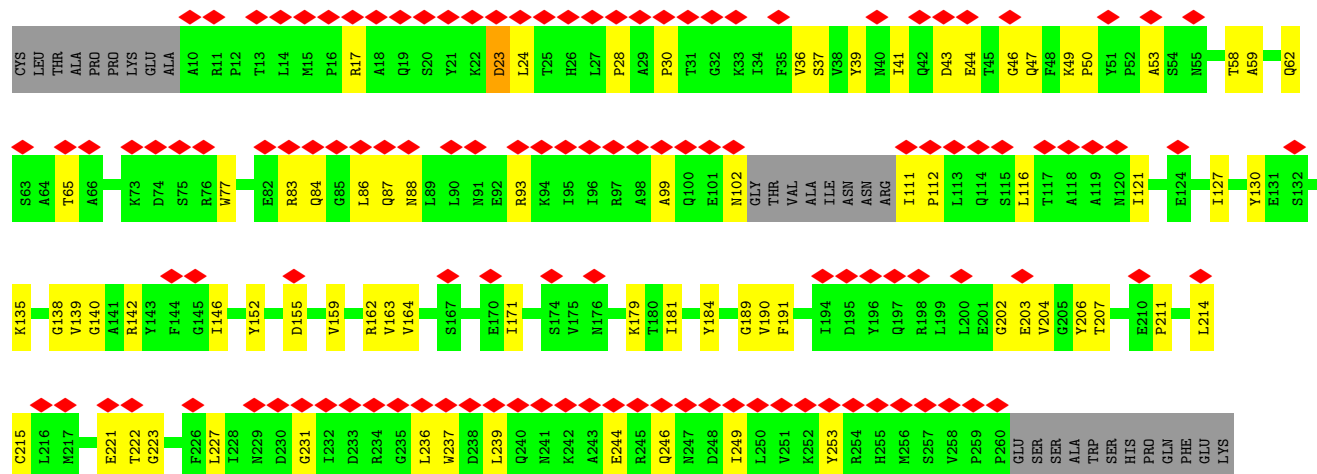 CYS LEU THR ALA PRO PRO LYS GLU ALA A10 R11 P12 T13 L14 M15 P16 R17 A18 Q19 S20 Y21 K22 D23 L24 T25 H26 L27 P28 A29 P30 T31 G32 K33 I34 F35 V36 S37 V38 Y39 N40 I41 Q42 D43 E44 T45 G46 Q47 F48 K49 P50 Y51 P52 A53 S54 N55 T58 A59 Q62
S63 A64 T65 A66 K73 D74 S75 R76 W77 E82 R83 Q84 G85 L86 Q87 N88 L89 L90 N91 E92 R93 K94 I95 I96 R97 A98 A99 Q100 E101 N102 GLY THR VAL ALA ILE ASN ASN ARG I111 P112 L113 Q114 S115 L116 T117 A118 A119 N120 I121 E124 I127 Y130 E131 S132
K135 G138 V139 G140 A141 R142 Y143 F144 G145 I146 Y152 D155 V159 R162 V163 V164 S167 E170 I171 S174 V175 N176 K179 T180 I181 Y184 G189 V190 F191 I194 D195 Y196 Q197 R198 L199 L200 E201 G202 E203 V204 G205 Y206 T207 E210 P211 L214
C215 L216 M217 E221 T222 G223 F226 L227 I228 N229 D230 G231 I232 D233 R234 G235 L236 W237 D238 L239 Q240 N241 K242 A243 E244 R245 Q246 N247 D248 I249 L250 V251 K252 Y253 R254 H255 M256 S257 V258 P259 P260 GLU SER SER ALA TRP SER HIS PRO GLN PHE GLU LYS